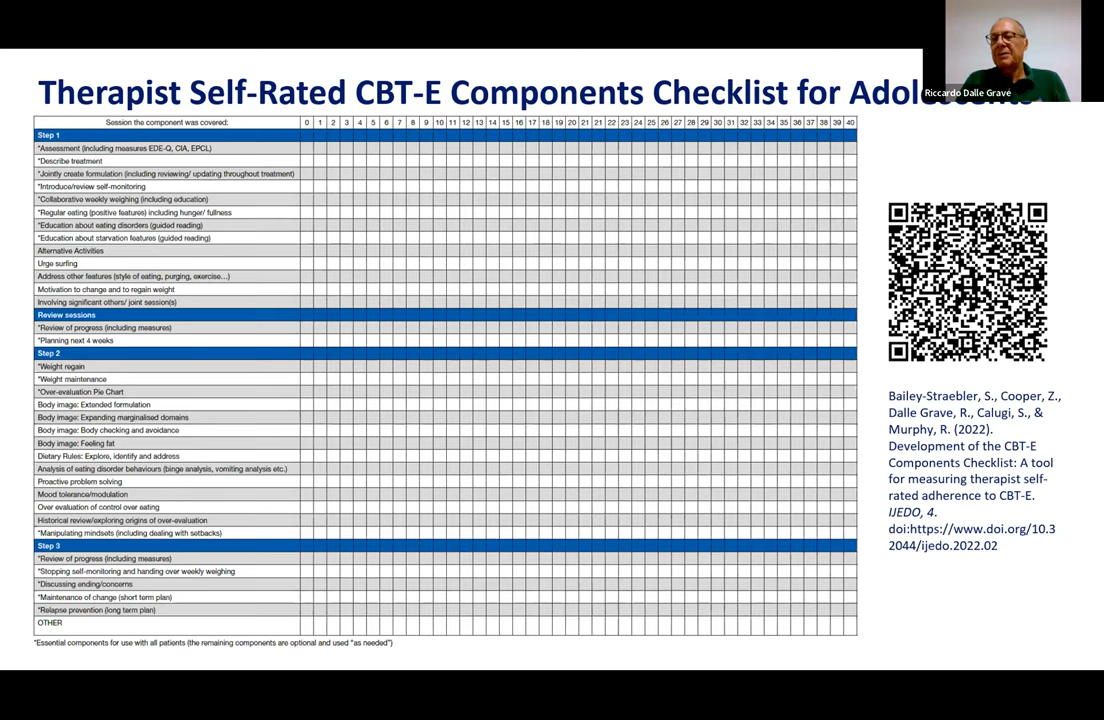 Therapist Self-Rated CBT-E Components Checklist for Adolescents
Riccardo Dalle Grave
Session the component was covered: 0 1 2 3 4 5 6 7 8 9 10 11 12 13 14 15 16 17 18 19 20 21 21 22 23 24 25 26 27 28 29 30 31 32 33 34 35 36 37 38 39 40
Step 1
*Assessment (including measures EDE-Q, CIA, EPCL)
*Describe treatment
*Jointly create formulation (including reviewing/ updating throughout treatment)
*Introduce/review self-monitoring
*Collaborative weekly weighing (including education)
*Regular eating (positive features) including hunger/ fullness
*Education about eating disorders (guided reading)
*Education about starvation features (guided reading)
Alternative Activities
Urge surfing
Address other features (style of eating, purging, exercise...)
Motivation to change and to regain weight
Involving significant others/ joint session(s)
Review sessions
*Review of progress (including measures)
*Planning next 4 weeks
Step 2
*Weight regain
*Weight maintenance
*Over-evaluation Pie Chart
Body image: Extended formulation
Body image: Expanding marginalised domains
Body image: Body checking and avoidance
Body image: Feeling fat
Dietary Rules: Explore, identify and address
Analysis of eating disorder behaviours (binge analysis, vomiting analysis etc.)
Proactive problem solving
Mood tolerance/modulation
Over evaluation of control over eating
Historical review/exploring origins of over-evaluation
*Manipulating mindsets (including dealing with setbacks)
Step 3
*Review of progress (including measures)
*Stopping self-monitoring and handing over weekly weighing
*Discussing ending/concerns
*Maintenance of change (short term plan)
*Relapse prevention (long term plan)
OTHER
*Essential components for use with all patients (the remaining components are optional and used "as needed")
Bailey-Straebler, S., Cooper, Z.,
Dalle Grave, R., Calugi, S., &
Murphy, R. (2022).
Development of the CBT-E
Components Checklist: A tool
for measuring therapist self-
rated adherence to CBT-E.
IJEDO, 4.
doi:https://www.doi.org/10.3
2044/ijedo.2022.02